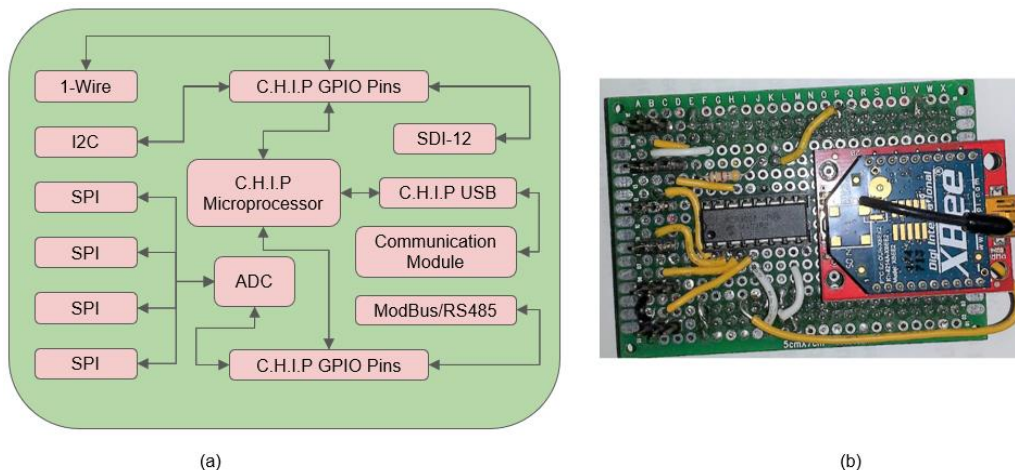 1-Wire
C.H.I.P GPIO Pins
I2C
SDI-12
SPI
C.H.I.P
Microprocessor
C.H.I.P USB
SPI
Communication
Module
ADC
SPI
ModBus/RS485
SPI
C.H.I.P GPIO Pins
A B C D E F G H I J K L M N O P Q R S T U V W X
Digi International
XBee
(a)
(b)